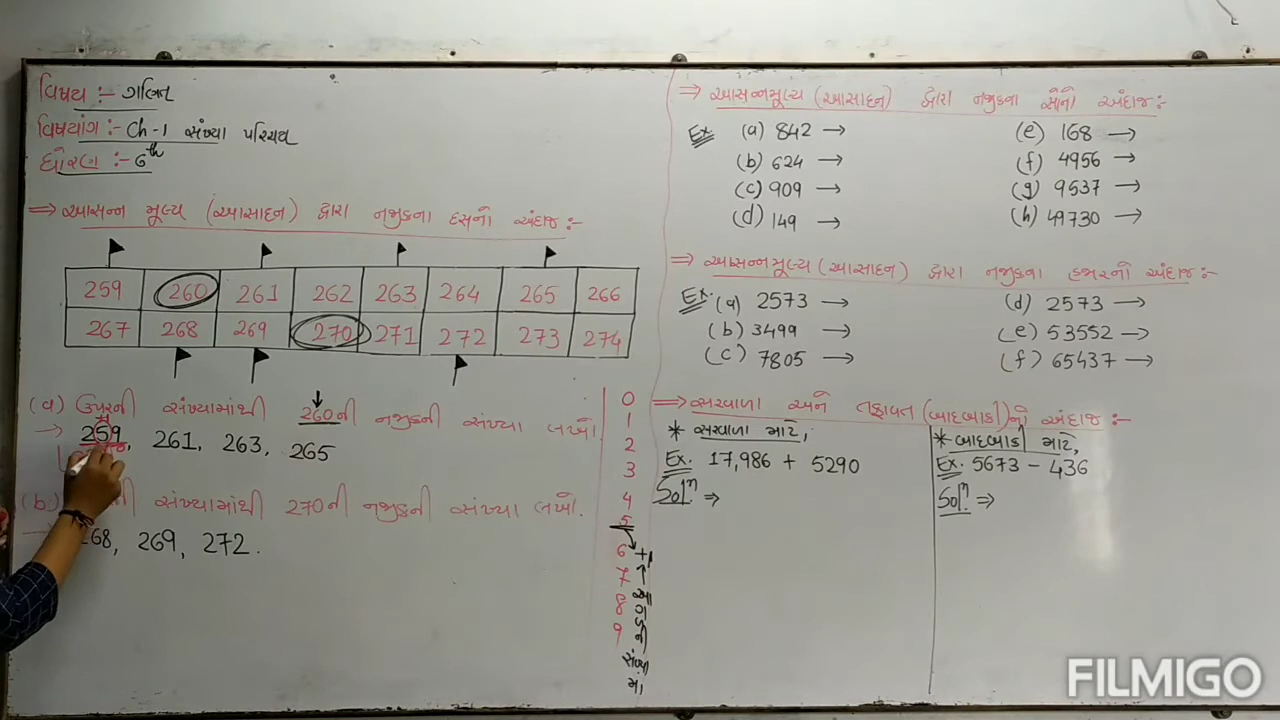 વિષય :- ગણિત
વિષયાંગ :- Ch-1 સંખ્યા પરિચય
ધોરણ :- 6th
⇒ આસન્ન મૂલ્ય (આસાદન) દ્વારા નજીકના દસનો અંદાજ :-
259 260 261 262 263 264 265 266
267 268 269 270 271 272 273 274
(a) ઉપરની સંખ્યામાંથી 260ની નજીકની સંખ્યા લખો
→ 259, 261, 263, 265
(b) સંખ્યામાંથી 270ની નજીકની સંખ્યા લખો.
268, 269, 272.
0
1
2
3
4
5
6 +1
7 ↑
8
9
સંખ્યા
માં
⇒ આસન્નમૂલ્ય (આસાદન) દ્વારા નજીકના સોનો અંદાજ :-
Ex (a) 842 → (e) 168 →
(b) 624 → (f) 4956 →
(c) 909 → (g) 9537 →
(d) 149 → (h) 49730 →
⇒ આસન્નમૂલ્ય (આસાદન) દ્વારા નજીકના હજારનો અંદાજ :-
Ex. (a) 2573 → (d) 2573 →
(b) 3499 → (e) 53552 →
(c) 7805 → (f) 65437 →
⇒ સરવાળા અને તફાવત (બાદબાકી)નો અંદાજ :-
* સરવાળા માટે,
Ex. 17,986 + 5290
Solⁿ ⇒
* બાદબાકી માટે,
Ex. 5673 - 436
Solⁿ ⇒
FILMIGO